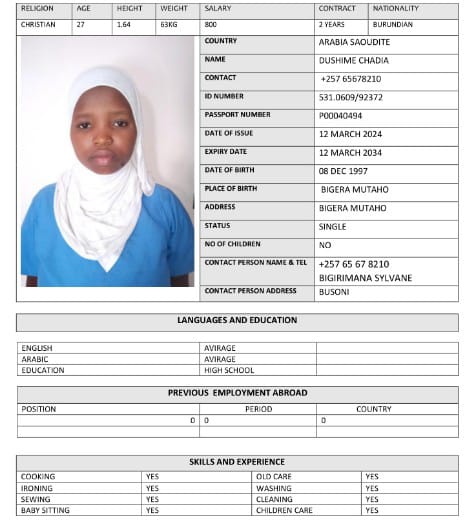 RELIGION AGE HEIGHT WEIGHT SALARY CONTRACT NATIONALITY
CHRISTIAN 27 1.64 63KG 800 2 YEARS BURUNDIAN
COUNTRY ARABIA SAOUDITE
NAME DUSHIME CHADIA
CONTACT +257 65678210
ID NUMBER 531.0609/92372
PASSPORT NUMBER P00040494
DATE OF ISSUE 12 MARCH 2024
EXPIRY DATE 12 MARCH 2034
DATE OF BIRTH 08 DEC 1997
PLACE OF BIRTH BIGERA MUTAHO
ADDRESS BIGERA MUTAHO
STATUS SINGLE
NO OF CHILDREN NO
CONTACT PERSON NAME & TEL +257 65 67 8210
BIGIRIMANA SYLVANE
CONTACT PERSON ADDRESS BUSONI
LANGUAGES AND EDUCATION
ENGLISH AVIRAGE
ARABIC AVIRAGE
EDUCATION HIGH SCHOOL
PREVIOUS EMPLOYMENT ABROAD
POSITION PERIOD COUNTRY
0 0 0
SKILLS AND EXPERIENCE
COOKING YES OLD CARE YES
IRONING YES WASHING YES
SEWING YES CLEANING YES
BABY SITTING YES CHILDREN CARE YES